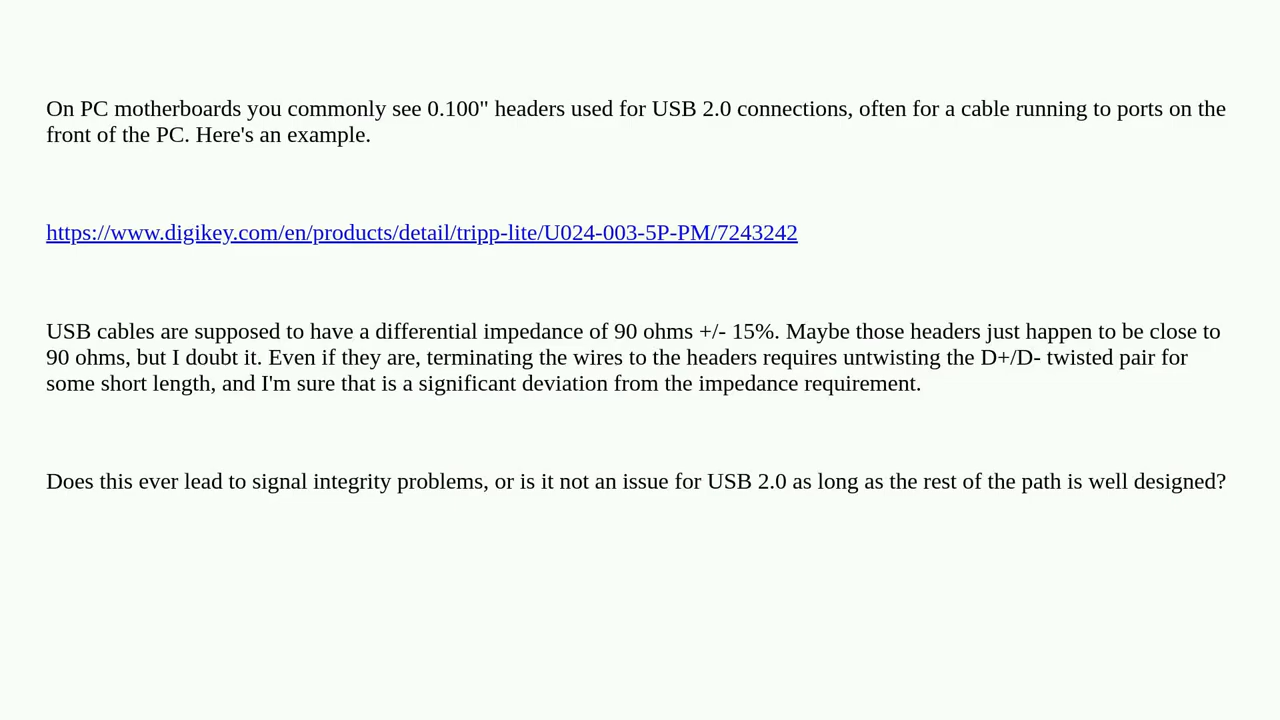 On PC motherboards you commonly see 0.100" headers used for USB 2.0 connections, often for a cable running to ports on the
front of the PC. Here's an example.
https://www.digikey.com/en/products/detail/tripp-lite/U024-003-5P-PM/7243242
USB cables are supposed to have a differential impedance of 90 ohms +/- 15%. Maybe those headers just happen to be close to
90 ohms, but I doubt it. Even if they are, terminating the wires to the headers requires untwisting the D+/D- twisted pair for
some short length, and I'm sure that is a significant deviation from the impedance requirement.
Does this ever lead to signal integrity problems, or is it not an issue for USB 2.0 as long as the rest of the path is well designed?